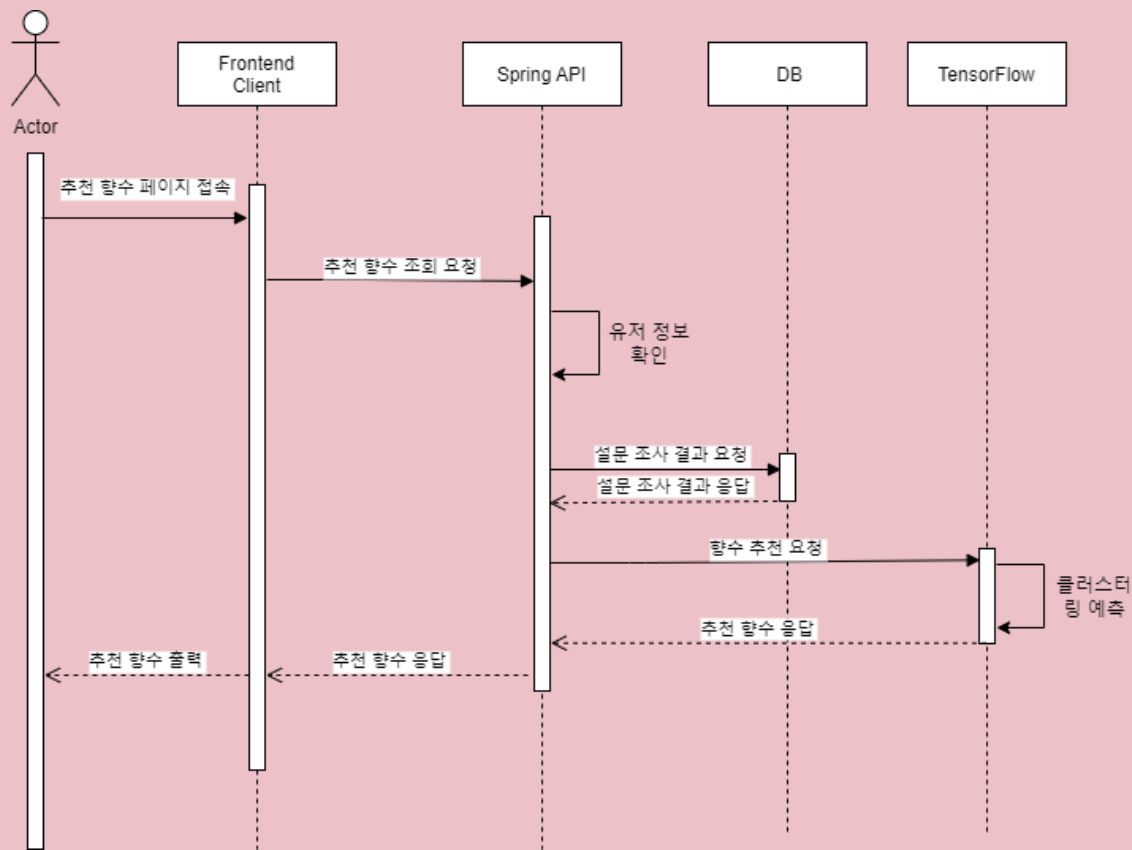 Frontend
Client
Spring API
DB
TensorFlow
Actor
추천 향수 페이지 접속
추천 향수 조회 요청
유저 정보
확인
설문 조사 결과 요청
설문 조사 결과 응답
향수 추천 요청
클러스터
링 예측
추천 향수 응답
추천 향수 출력
추천 향수 응답